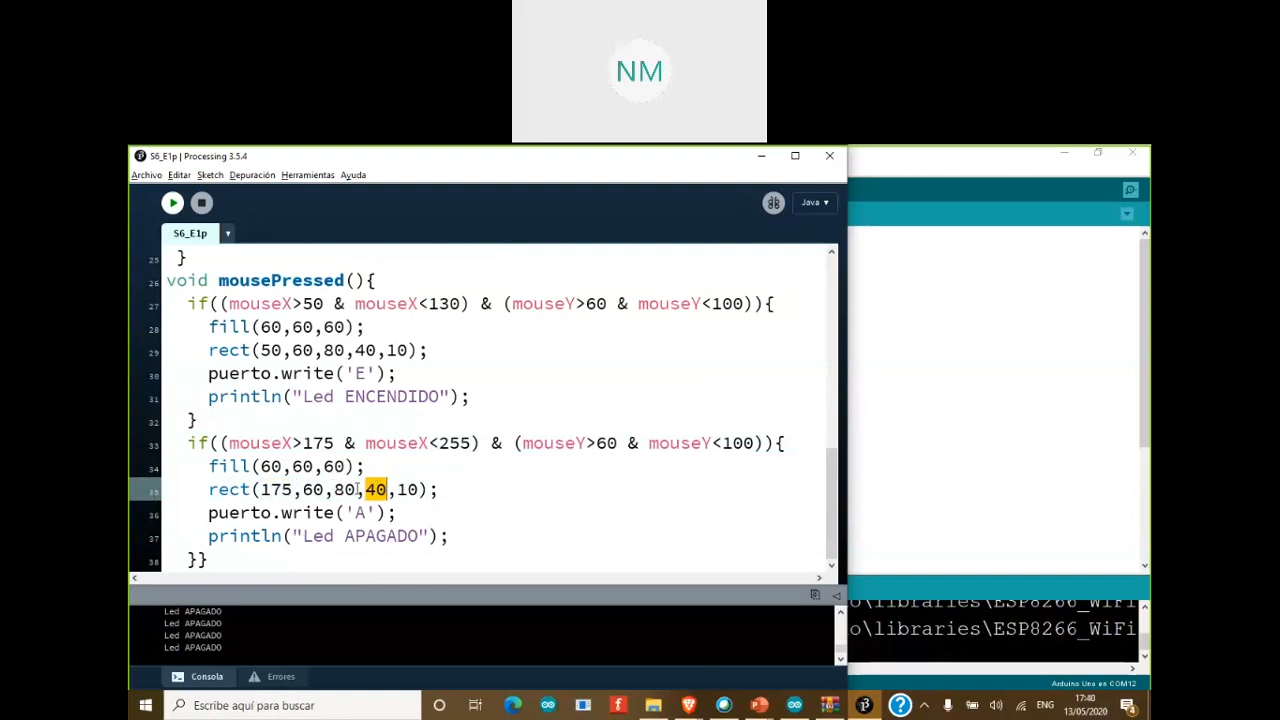 NM
S6_E1p | Processing 3.5.4
Archivo Editar Sketch Depuración Herramientas Ayuda
Java ▾
S6_E1p ▾
25 }
26 void mousePressed(){
27 if((mouseX>50 & mouseX<130) & (mouseY>60 & mouseY<100)){
28 fill(60,60,60);
29 rect(50,60,80,40,10);
30 puerto.write('E');
31 println("Led ENCENDIDO");
32 }
33 if((mouseX>175 & mouseX<255) & (mouseY>60 & mouseY<100)){
34 fill(60,60,60);
35 rect(175,60,80,40,10);
36 puerto.write('A');
37 println("Led APAGADO");
38 }}
Led APAGADO
Led APAGADO
Led APAGADO
Led APAGADO
o\libraries\ESP8266_WiFi
o\libraries\ESP8266_WiFi
Consola Errores
Arduino Uno en COM12
Escribe aquí para buscar
ENG
17:40
13/05/2020
4